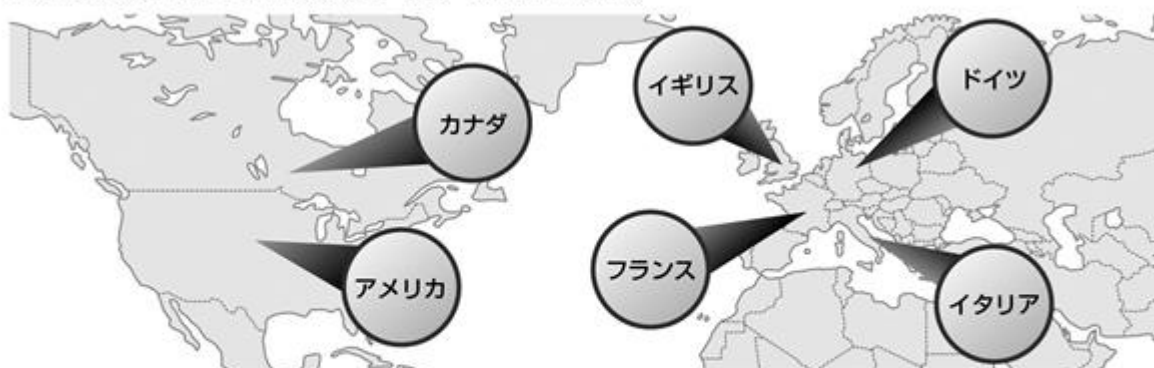 カナダ
アメリカ
イギリス
ドイツ
フランス
イタリア